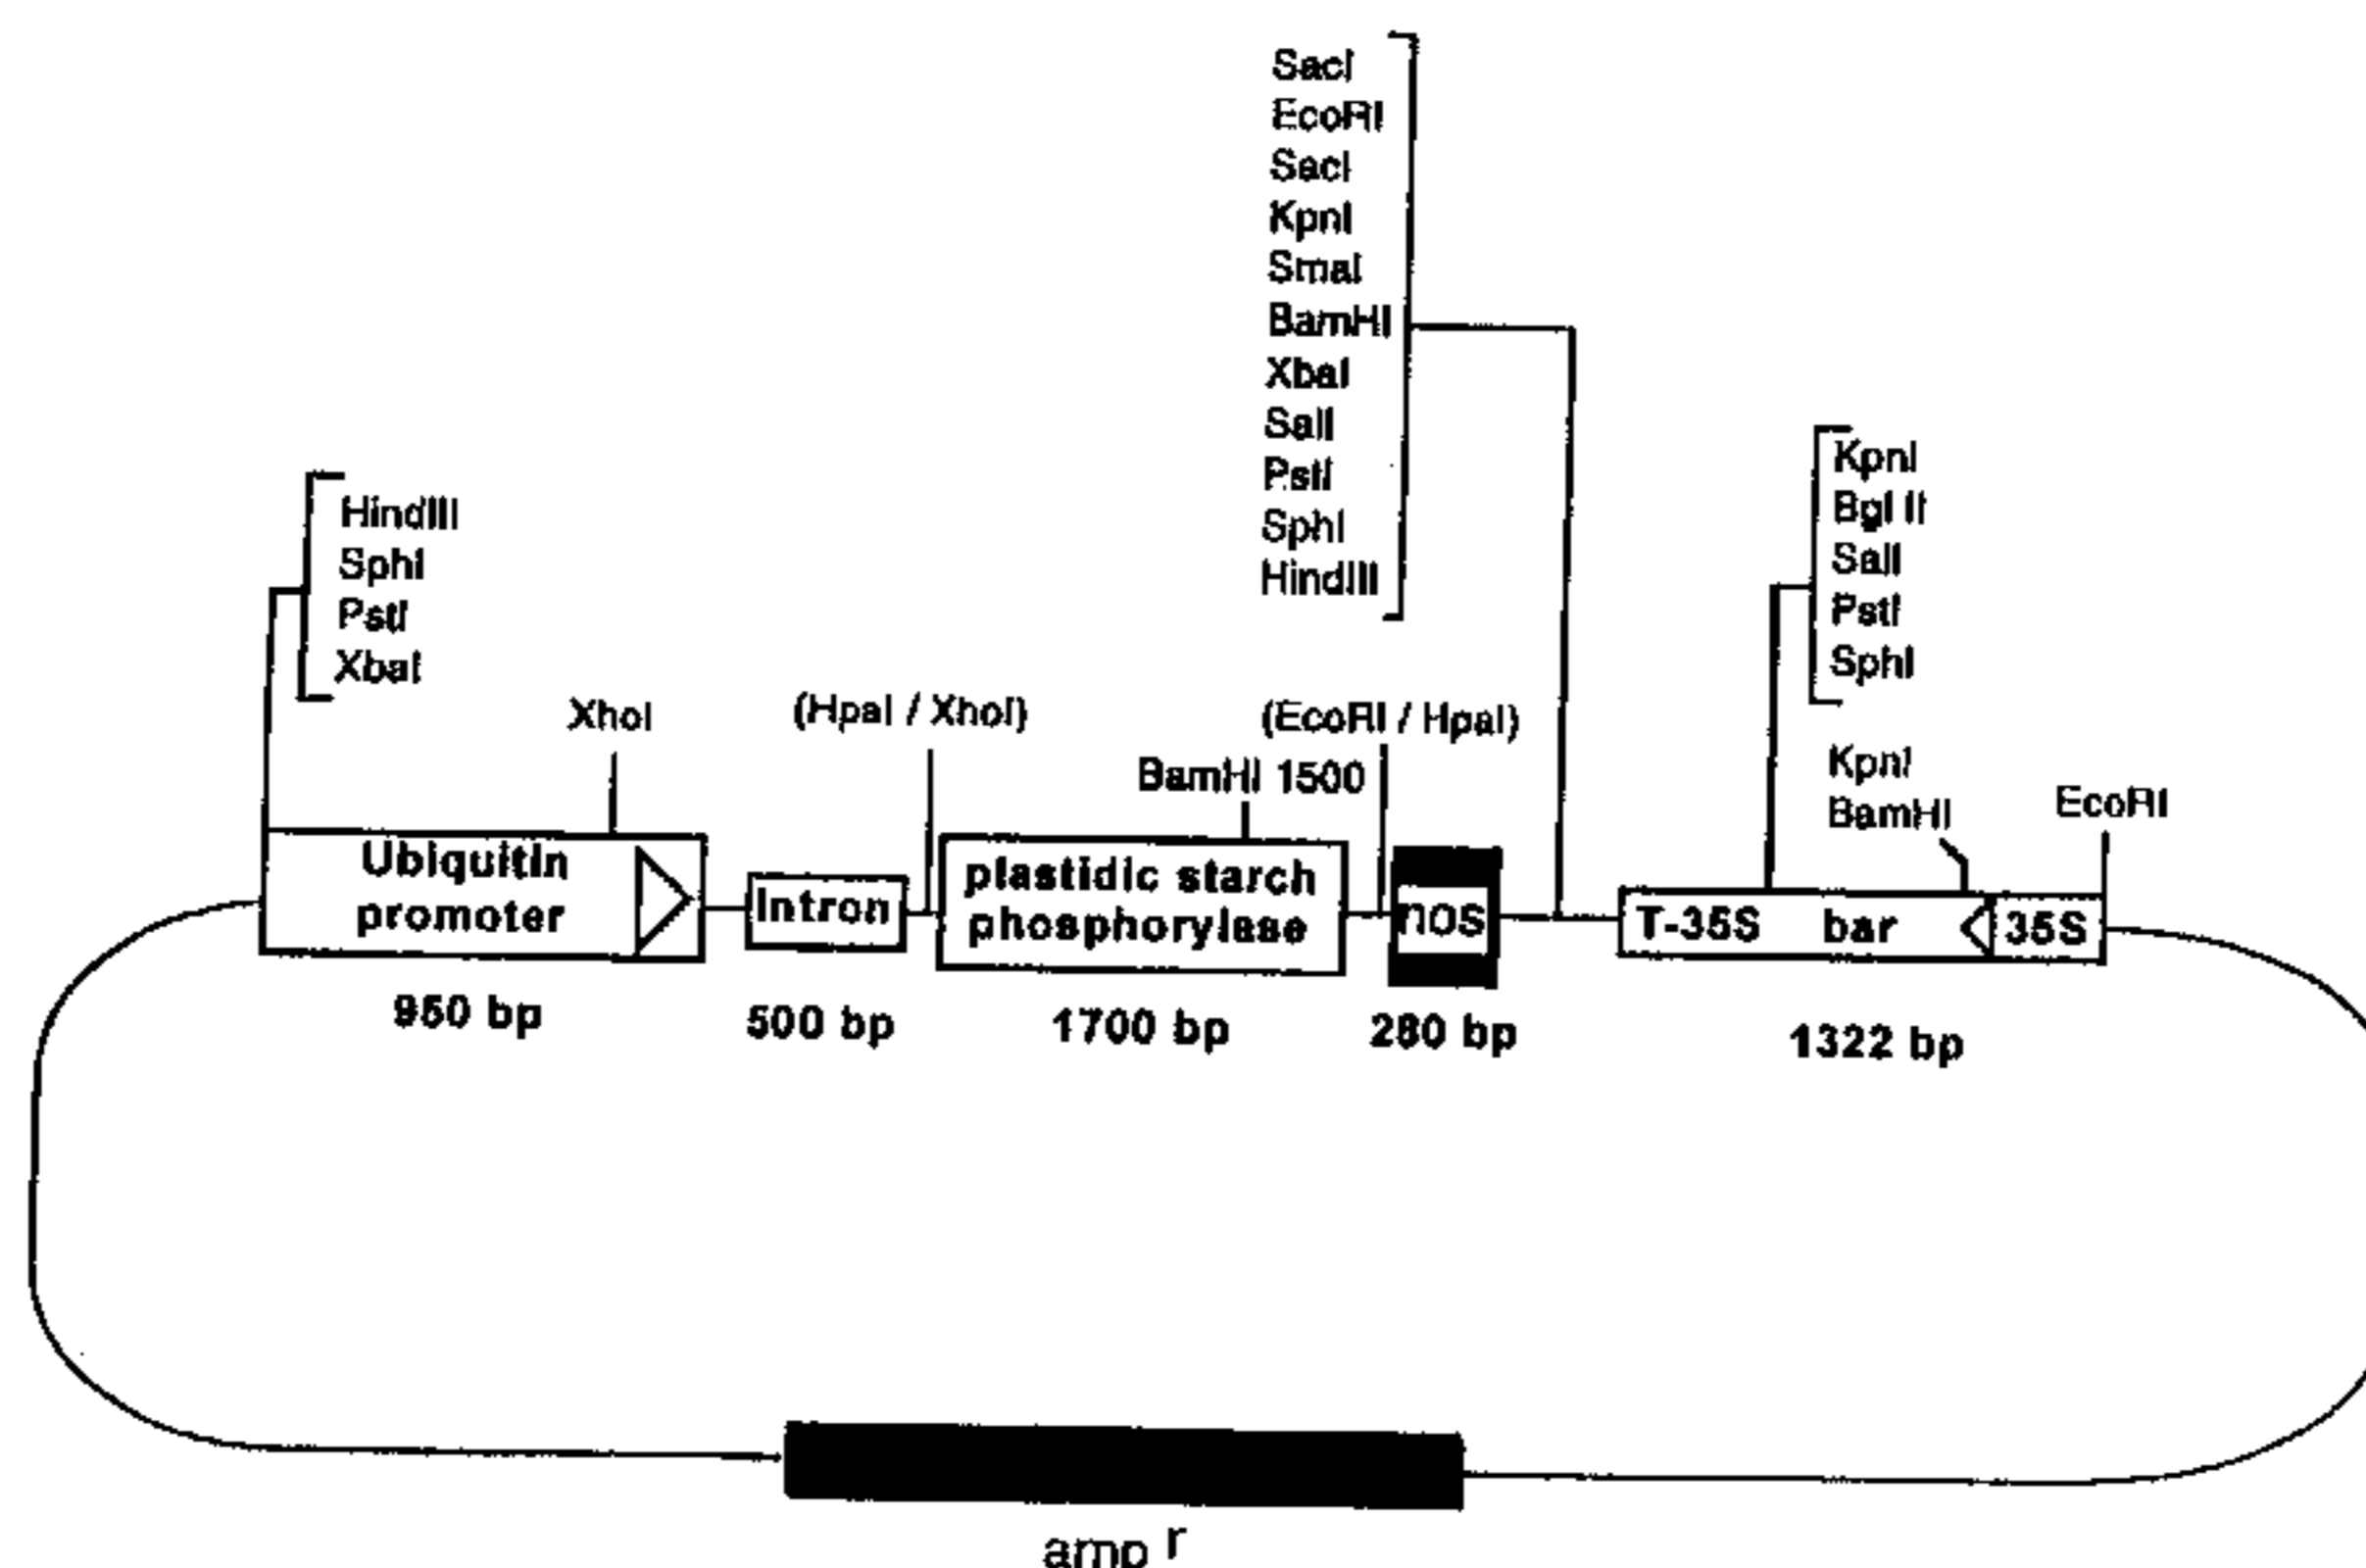 SacI
EcoRI
SacI
KpnI
SmaI
BamHI
XbaI
SalI
PstI
SphI
HindIII
HindIII
SphI
PstI
XbaI
KpnI
Bgl II
SalI
PstI
SphI
XhoI
(HpaI / XhoI)
(EcoRI / HpaI)
BamHI 1500
KpnI
BamHI
EcoRI
Ubiquitin
promoter
Intron
plastidic starch
phosphorylase
nos
T-35S bar 35S
950 bp
500 bp
1700 bp
280 bp
1322 bp
amp r